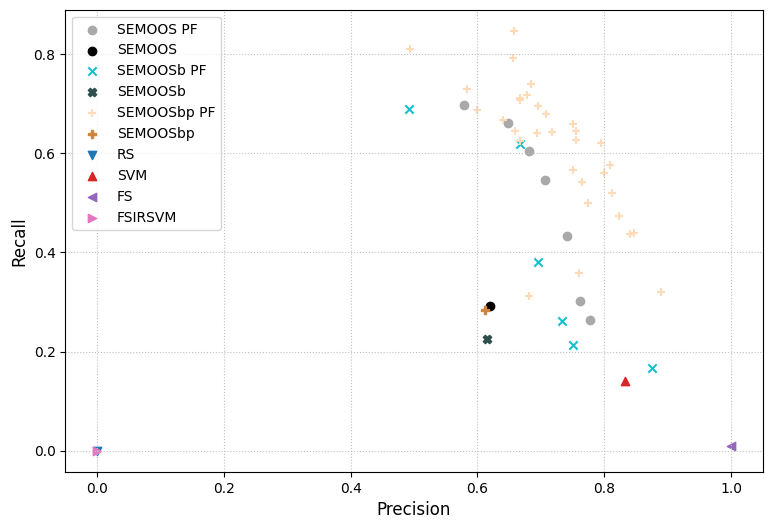 SEMOOS PF
SEMOOS
SEMOOSb PF
SEMOOSb
SEMOOSbp PF
SEMOOSbp
RS
SVM
FS
FSIRSVM
Recall
0.8
0.6
0.4
0.2
0.0
0.0 0.2 0.4 0.6 0.8 1.0
Precision